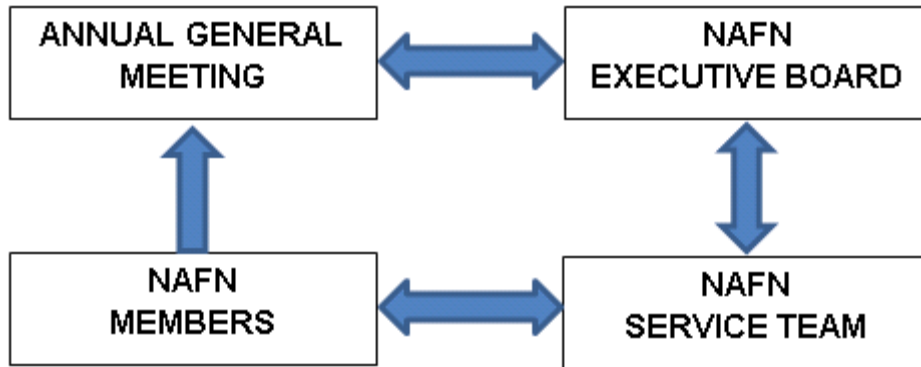 ANNUAL GENERAL
MEETING
NAFN
EXECUTIVE BOARD
NAFN
MEMBERS
NAFN
SERVICE TEAM